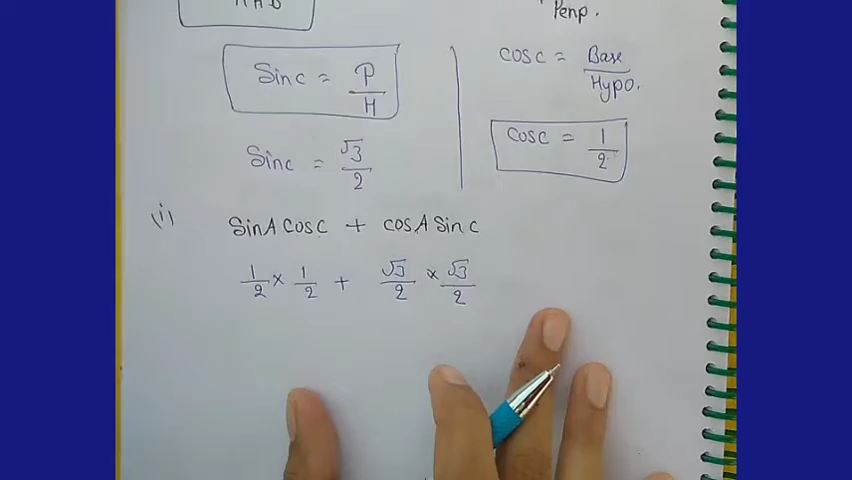 Penp.
Sinc = P/H
cosc = Base/Hypo.
Sinc = √3/2
cosc = 1/2
(i) SinA Cosc + cosA Sinc
1/2 × 1/2 + √3/2 × √3/2